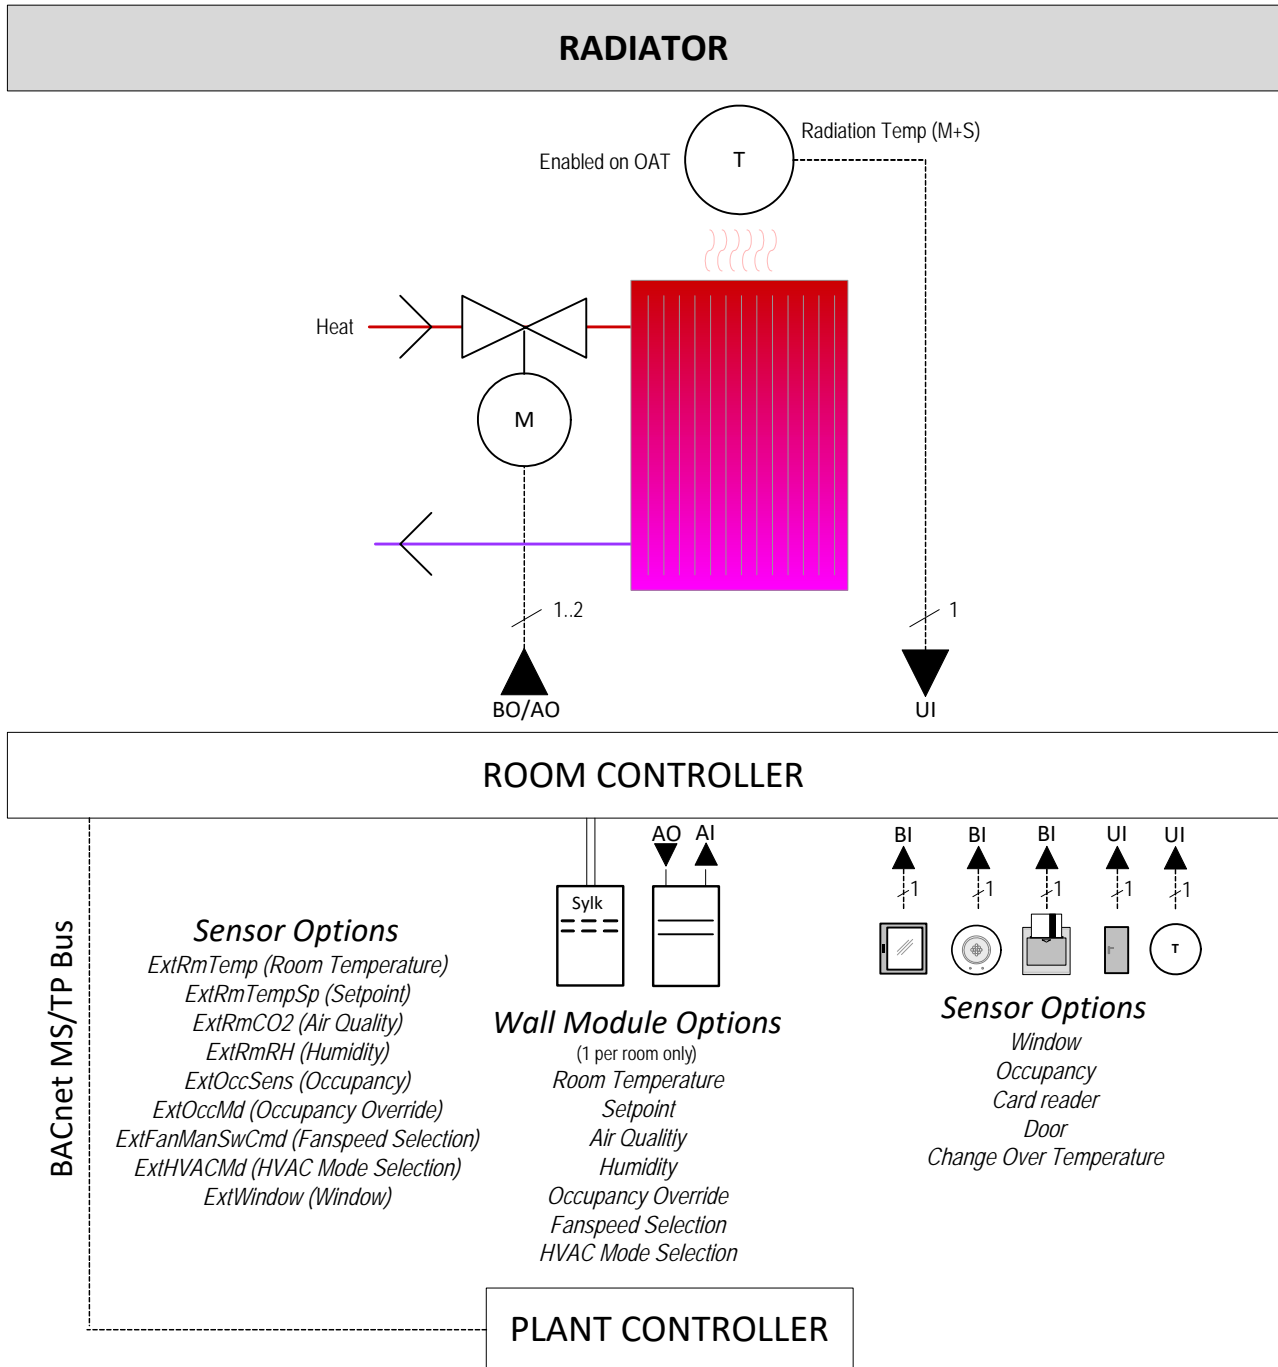 RADIATOR
Radiation Temp (M+S)
Enabled on OAT
T
Heat
M
1..2
1
BO/AO
UI
ROOM CONTROLLER
AO AI
BI BI BI UI UI
1 1 1 1 1
Sylk
T
BACnet MS/TP Bus
Sensor Options
ExtRmTemp (Room Temperature)
ExtRmTempSp (Setpoint)
ExtRmCO2 (Air Quality)
ExtRmRH (Humidity)
ExtOccSens (Occupancy)
ExtOccMd (Occupancy Override)
ExtFanManSwCmd (Fanspeed Selection)
ExtHVACMd (HVAC Mode Selection)
ExtWindow (Window)
Wall Module Options
(1 per room only)
Room Temperature
Setpoint
Air Qualitiy
Humidity
Occupancy Override
Fanspeed Selection
HVAC Mode Selection
Sensor Options
Window
Occupancy
Card reader
Door
Change Over Temperature
PLANT CONTROLLER